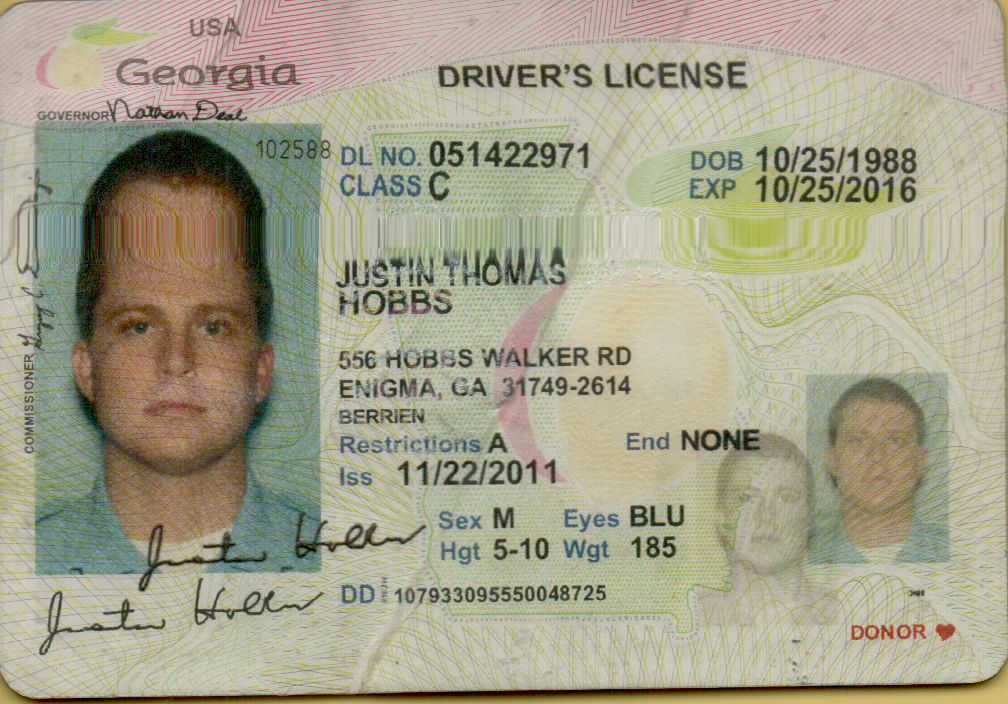 USA
Georgia
DRIVER'S LICENSE
GOVERNOR Nathan Deal
102588
DL NO. 051422971
DOB 10/25/1988
CLASS C
EXP 10/25/2016
JUSTIN THOMAS
HOBBS
556 HOBBS WALKER RD
ENIGMA, GA 31749-2614
BERRIEN
Restrictions A
End NONE
Iss 11/22/2011
Sex M
Eyes BLU
Hgt 5-10
Wgt 185
DD 107933095550048725
COMMISSIONER
Justin Hobbs
Justin Hobbs
DONOR